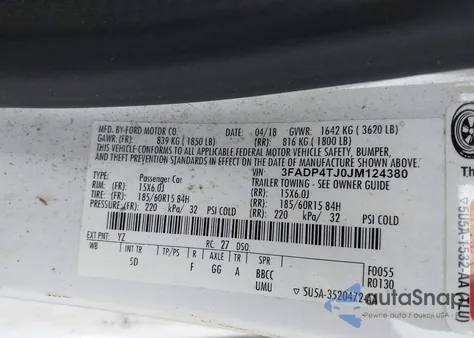 MFD. BY FORD MOTOR CO. DATE: 04/18 GVWR: 1642 KG ( 3620 LB)
GAWR: (FR): 839 KG ( 1850 LB) (RR): 816 KG ( 1800 LB)
THIS VEHICLE CONFORMS TO ALL APPLICABLE FEDERAL MOTOR VEHICLE SAFETY, BUMPER,
AND THEFT PREVENTION STANDARDS IN EFFECT ON THE DATE OF MANUFACTURE SHOWN ABOVE.
VIN: 3FADP4TJ0JM124380
TYPE: Passenger Car TRAILER TOWING - SEE OWNER GUIDE
RIM: (FR): 15X6.0J (RR): 15X6.0J
TIRE: (FR): 185/60R15 84H (RR): 185/60R15 84H
PRESSURE: (FR): 220 kPa/ 32 PSI COLD (RR): 220 kPa/ 32 PSI COLD
EXT PNT: YZ RC: 27 DSO: F0055
WB INT TR TR R AXLE TR SPR R0130
5D F GG A BBCC
UMU ▽ 5U5A-3520472-AA
autoSnap